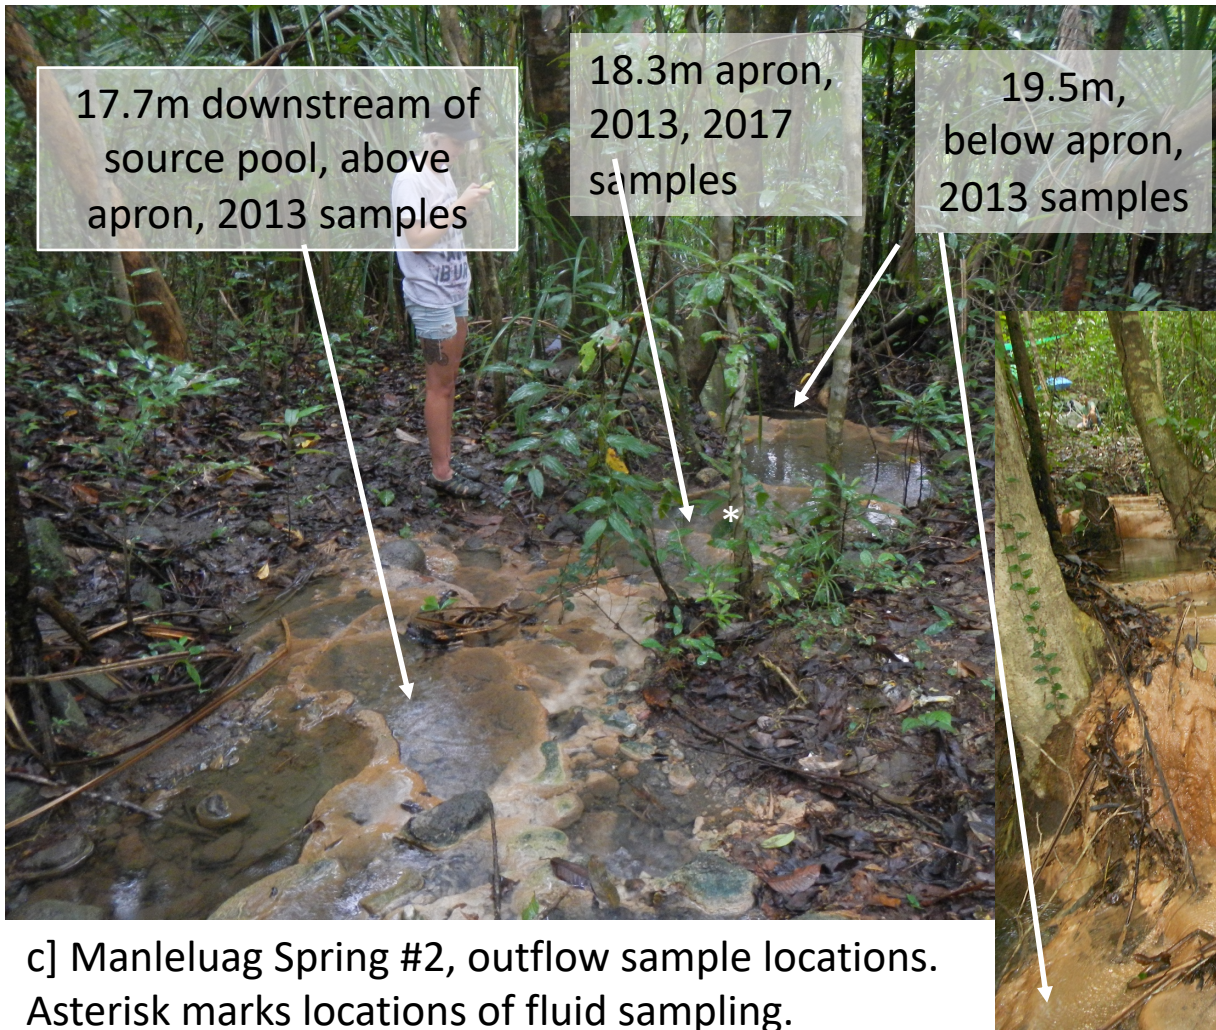 17.7m downstream of
source pool, above
apron, 2013 samples
18.3m apron,
2013, 2017
samples
19.5m,
below apron,
2013 samples
*
c] Manleluag Spring #2, outflow sample locations.
Asterisk marks locations of fluid sampling.